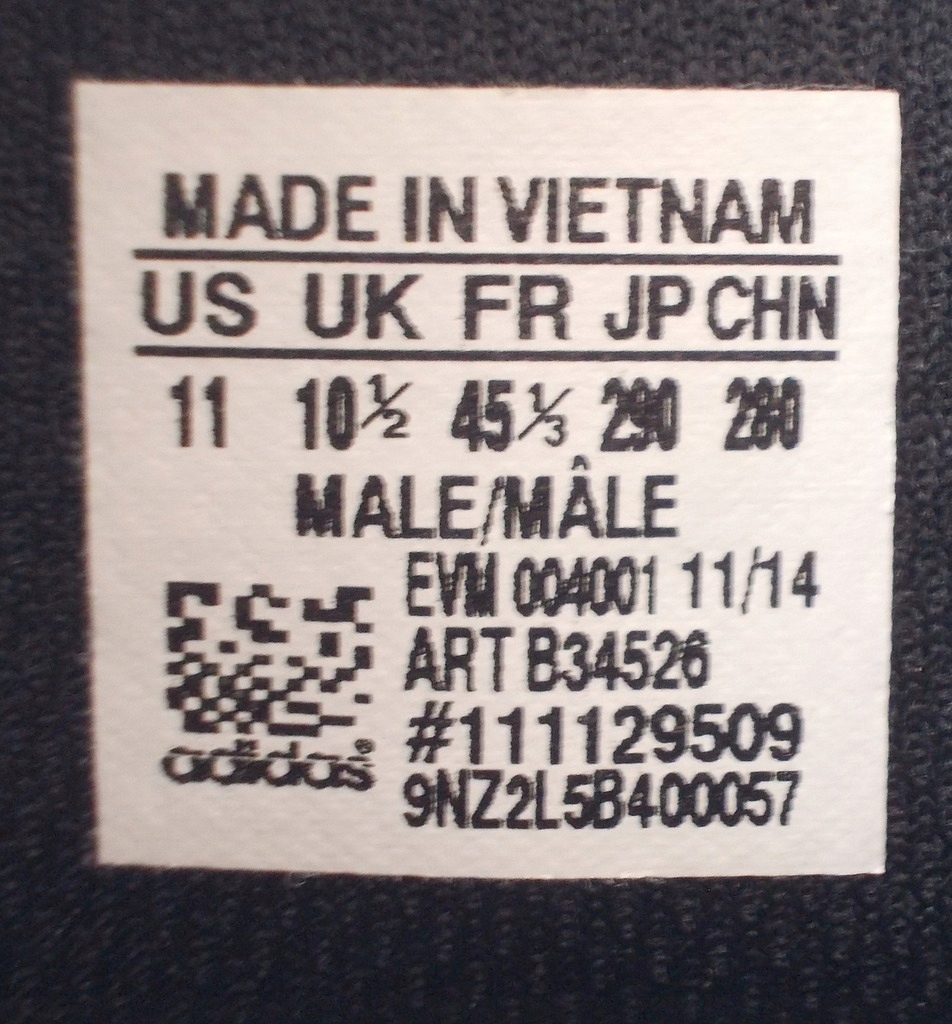 MADE IN VIETNAM
US UK FR JP CHN
11 10½ 45⅓ 290 280
MALE/MÂLE
EVM 004001 11/14
ART B34526
#111129509
adidas®
9NZ2L5B400057